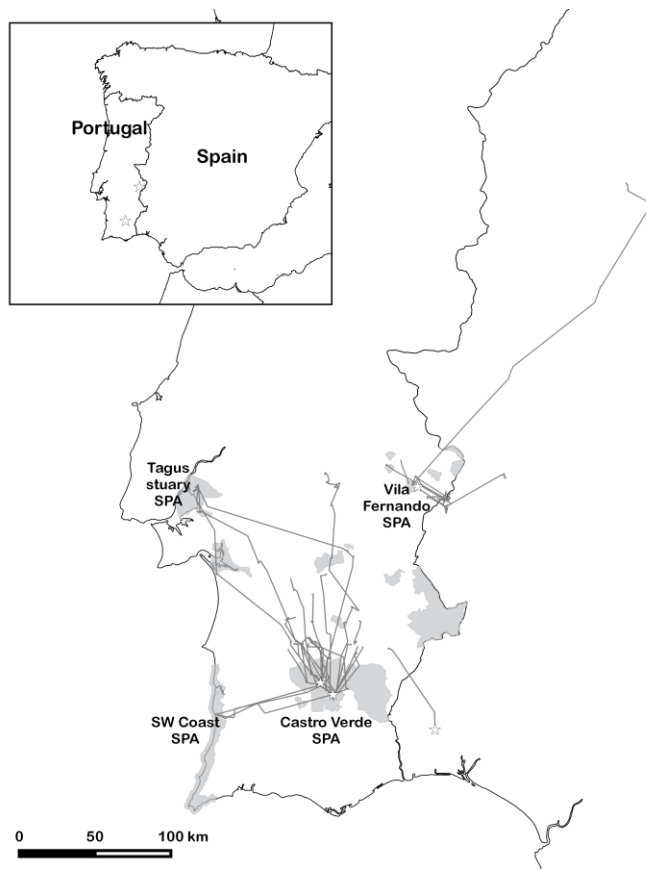 Portugal
Spain
Tagus
stuary
SPA
Vila
Fernando
SPA
SW Coast
SPA
Castro Verde
SPA
0 50 100 km